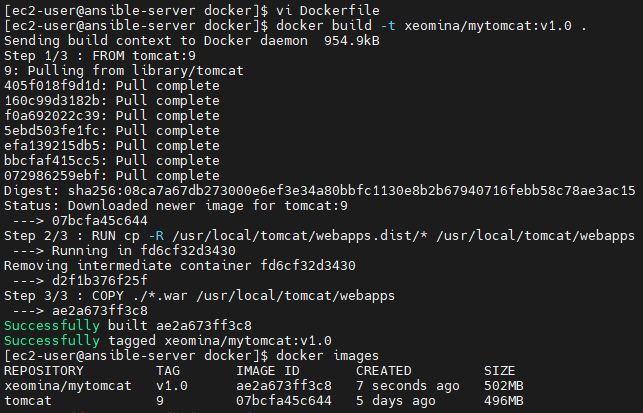 [ec2-user@ansible-server docker]$ vi Dockerfile
[ec2-user@ansible-server docker]$ docker build -t xeomina/mytomcat:v1.0 .
Sending build context to Docker daemon  954.9kB
Step 1/3 : FROM tomcat:9
9: Pulling from library/tomcat
405f018f9d1d: Pull complete
160c99d3182b: Pull complete
f0a692022c39: Pull complete
5ebd503fe1fc: Pull complete
efa139215db5: Pull complete
bbcfaf415cc5: Pull complete
072986259ebf: Pull complete
Digest: sha256:08ca7a67db273000e6ef3e34a80bbfc1130e8b2b67940716febb58c78ae3ac15
Status: Downloaded newer image for tomcat:9
 ---> 07bcfa45c644
Step 2/3 : RUN cp -R /usr/local/tomcat/webapps.dist/* /usr/local/tomcat/webapps
 ---> Running in fd6cf32d3430
Removing intermediate container fd6cf32d3430
 ---> d2f1b376f25f
Step 3/3 : COPY ./*.war /usr/local/tomcat/webapps
 ---> ae2a673ff3c8
Successfully built ae2a673ff3c8
Successfully tagged xeomina/mytomcat:v1.0
[ec2-user@ansible-server docker]$ docker images
REPOSITORY         TAG       IMAGE ID       CREATED         SIZE
xeomina/mytomcat   v1.0      ae2a673ff3c8   7 seconds ago   502MB
tomcat             9         07bcfa45c644   5 days ago      496MB